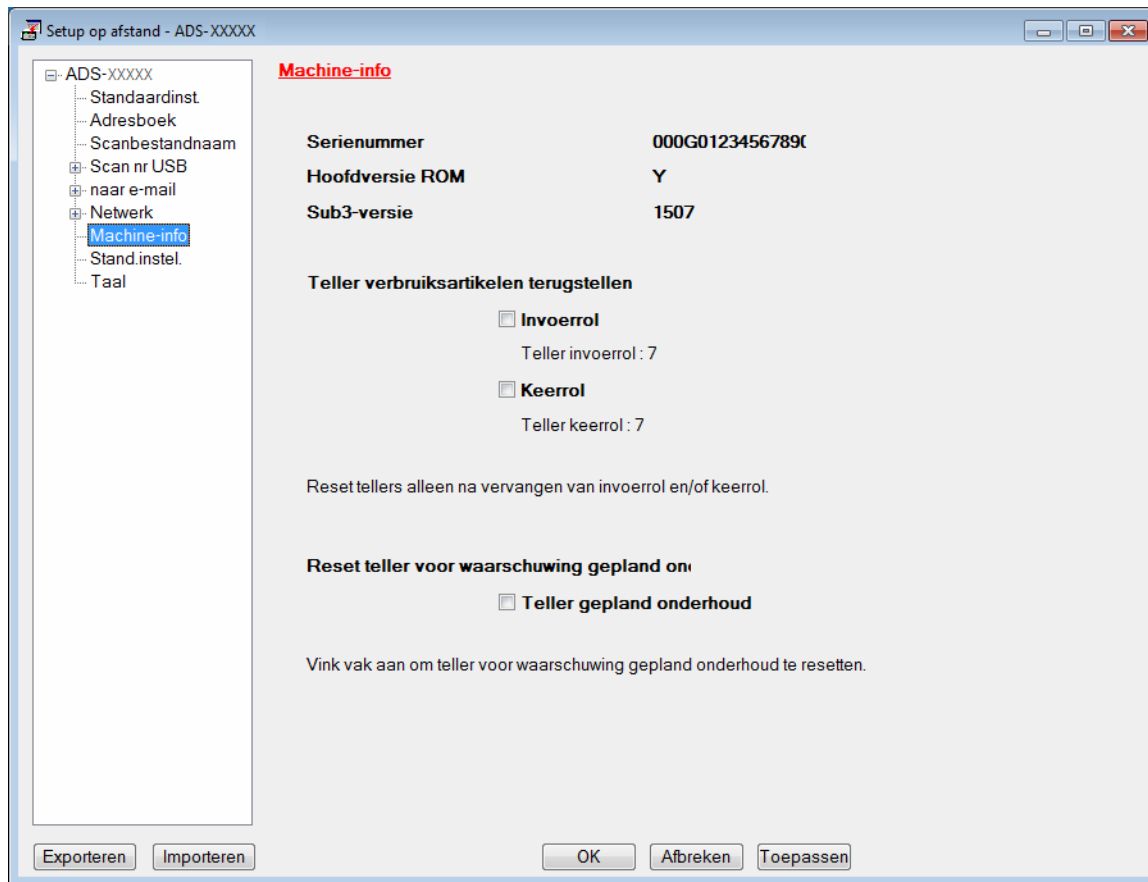 Setup op afstand - ADS-XXXXX
ADS-XXXXX
Standaardinst.
Adresboek
Scanbestandnaam
Scan nr USB
naar e-mail
Netwerk
Machine-info
Stand.instel.
Taal
Machine-info
Serienummer 000G0123456789(
Hoofdversie ROM Y
Sub3-versie 1507
Teller verbruiksartikelen terugstellen
Invoerrol
Teller invoerrol : 7
Keerrol
Teller keerrol : 7
Reset tellers alleen na vervangen van invoerrol en/of keerrol.
Reset teller voor waarschuwing gepland
Teller gepland onderhoud
Vink vak aan om teller voor waarschuwing gepland onderhoud te resetten.
Exporteren Importeren OK Afbreken Toepassen